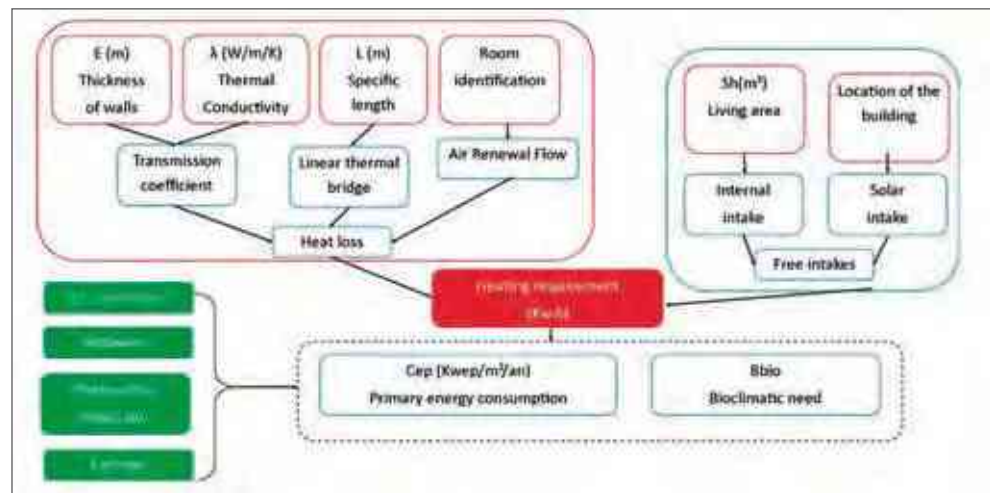 E (m)
Thickness
of walls
λ (W/m/K)
Thermal
Conductivity
L (m)
Specific
length
Room
identification
Transmission
coefficient
Linear thermal
bridge
Air Renewal Flow
Heat loss
Sh(m²)
Living area
Location of the
building
Internal
intake
Solar
intake
Free intakes
Heating requirement
Cep (Kwep/m²/an)
Primary energy consumption
Bbio
Bioclimatic need